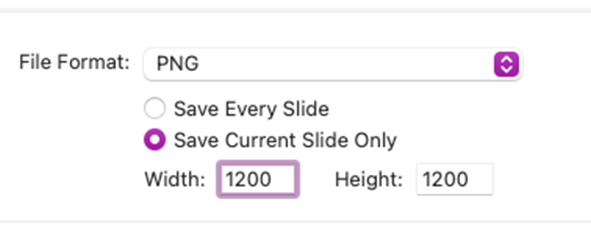 File Format: PNG
Save Every Slide
Save Current Slide Only
Width: 1200 Height: 1200